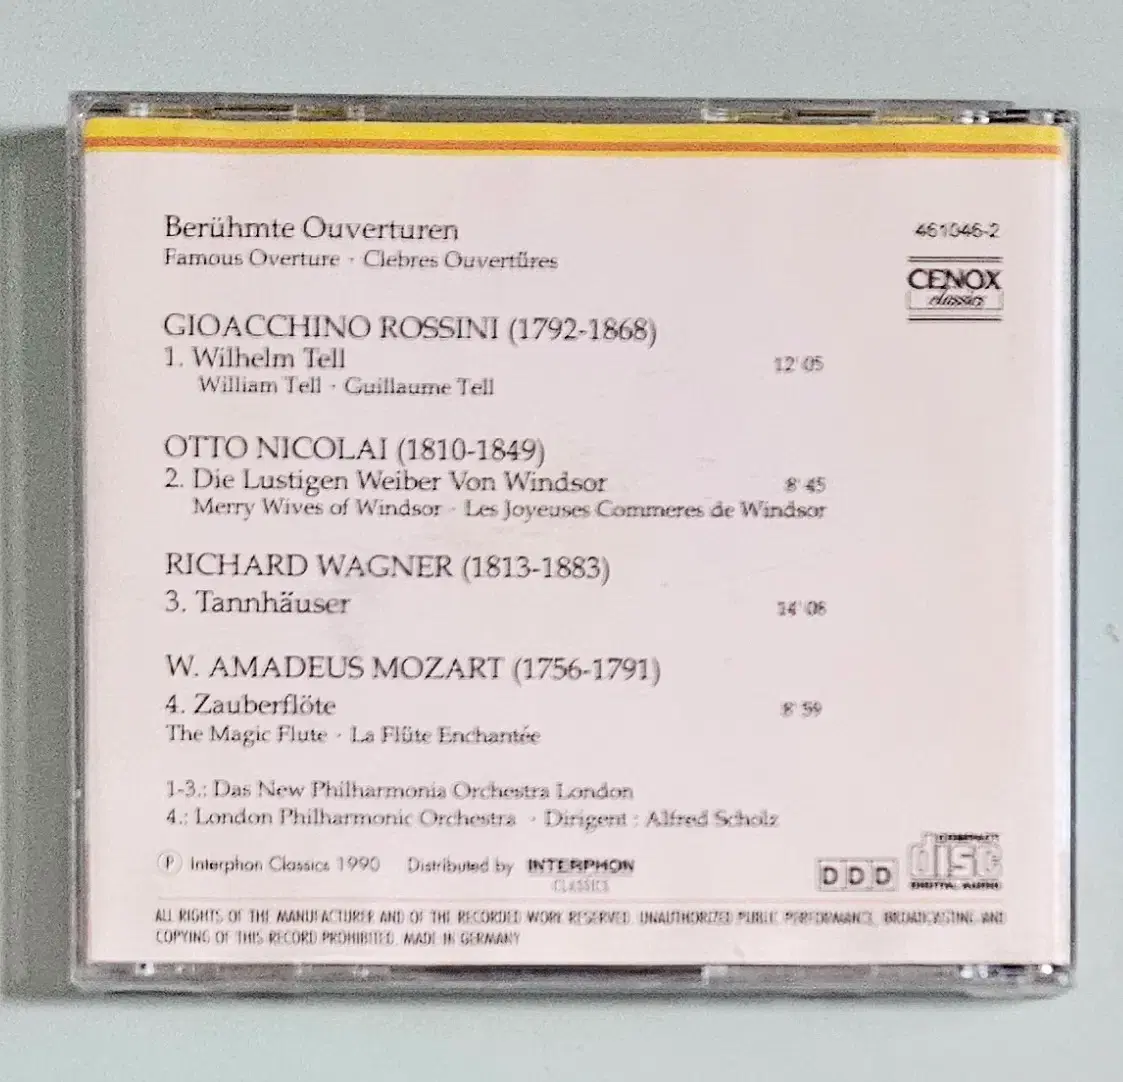 Berühmte Ouverturen
Famous Overture · Clebres Ouvertüres
461046-2
CENOX
classics
GIOACCHINO ROSSINI (1792-1868)
1. Wilhelm Tell 12' 05
William Tell · Guillaume Tell
OTTO NICOLAI (1810-1849)
2. Die Lustigen Weiber Von Windsor 8' 45
Merry Wives of Windsor · Les Joyeuses Commeres de Windsor
RICHARD WAGNER (1813-1883)
3. Tannhäuser 14' 06
W. AMADEUS MOZART (1756-1791)
4. Zauberflöte 8' 59
The Magic Flute · La Flüte Enchantée
1-3.: Das New Philharmonia Orchestra London
4.: London Philharmonic Orchestra · Dirigent : Alfred Scholz
Ⓟ Interphon Classics 1990 Distributed by INTERPHON
CLASSICS
DDD
COMPACT
disc
DIGITAL AUDIO
ALL RIGHTS OF THE MANUFACTURER AND OF THE RECORDED WORK RESERVED. UNAUTHORIZED PUBLIC PERFORMANCE, BROADCASTING AND
COPYING OF THIS RECORD PROHIBITED. MADE IN GERMANY